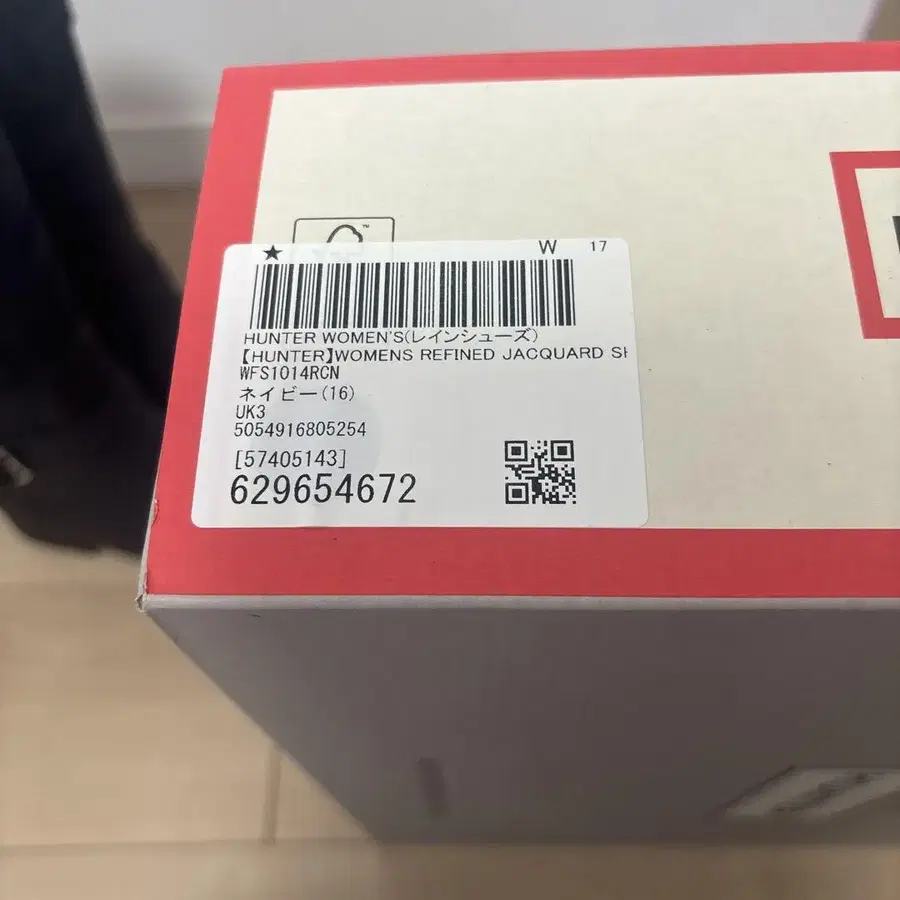 ★ W 17
HUNTER WOMEN'S(レインシューズ)
【HUNTER】WOMENS REFINED JACQUARD
WFS1014RCN
ネイビー(16)
UK3
5054916805254
[57405143]
629654672